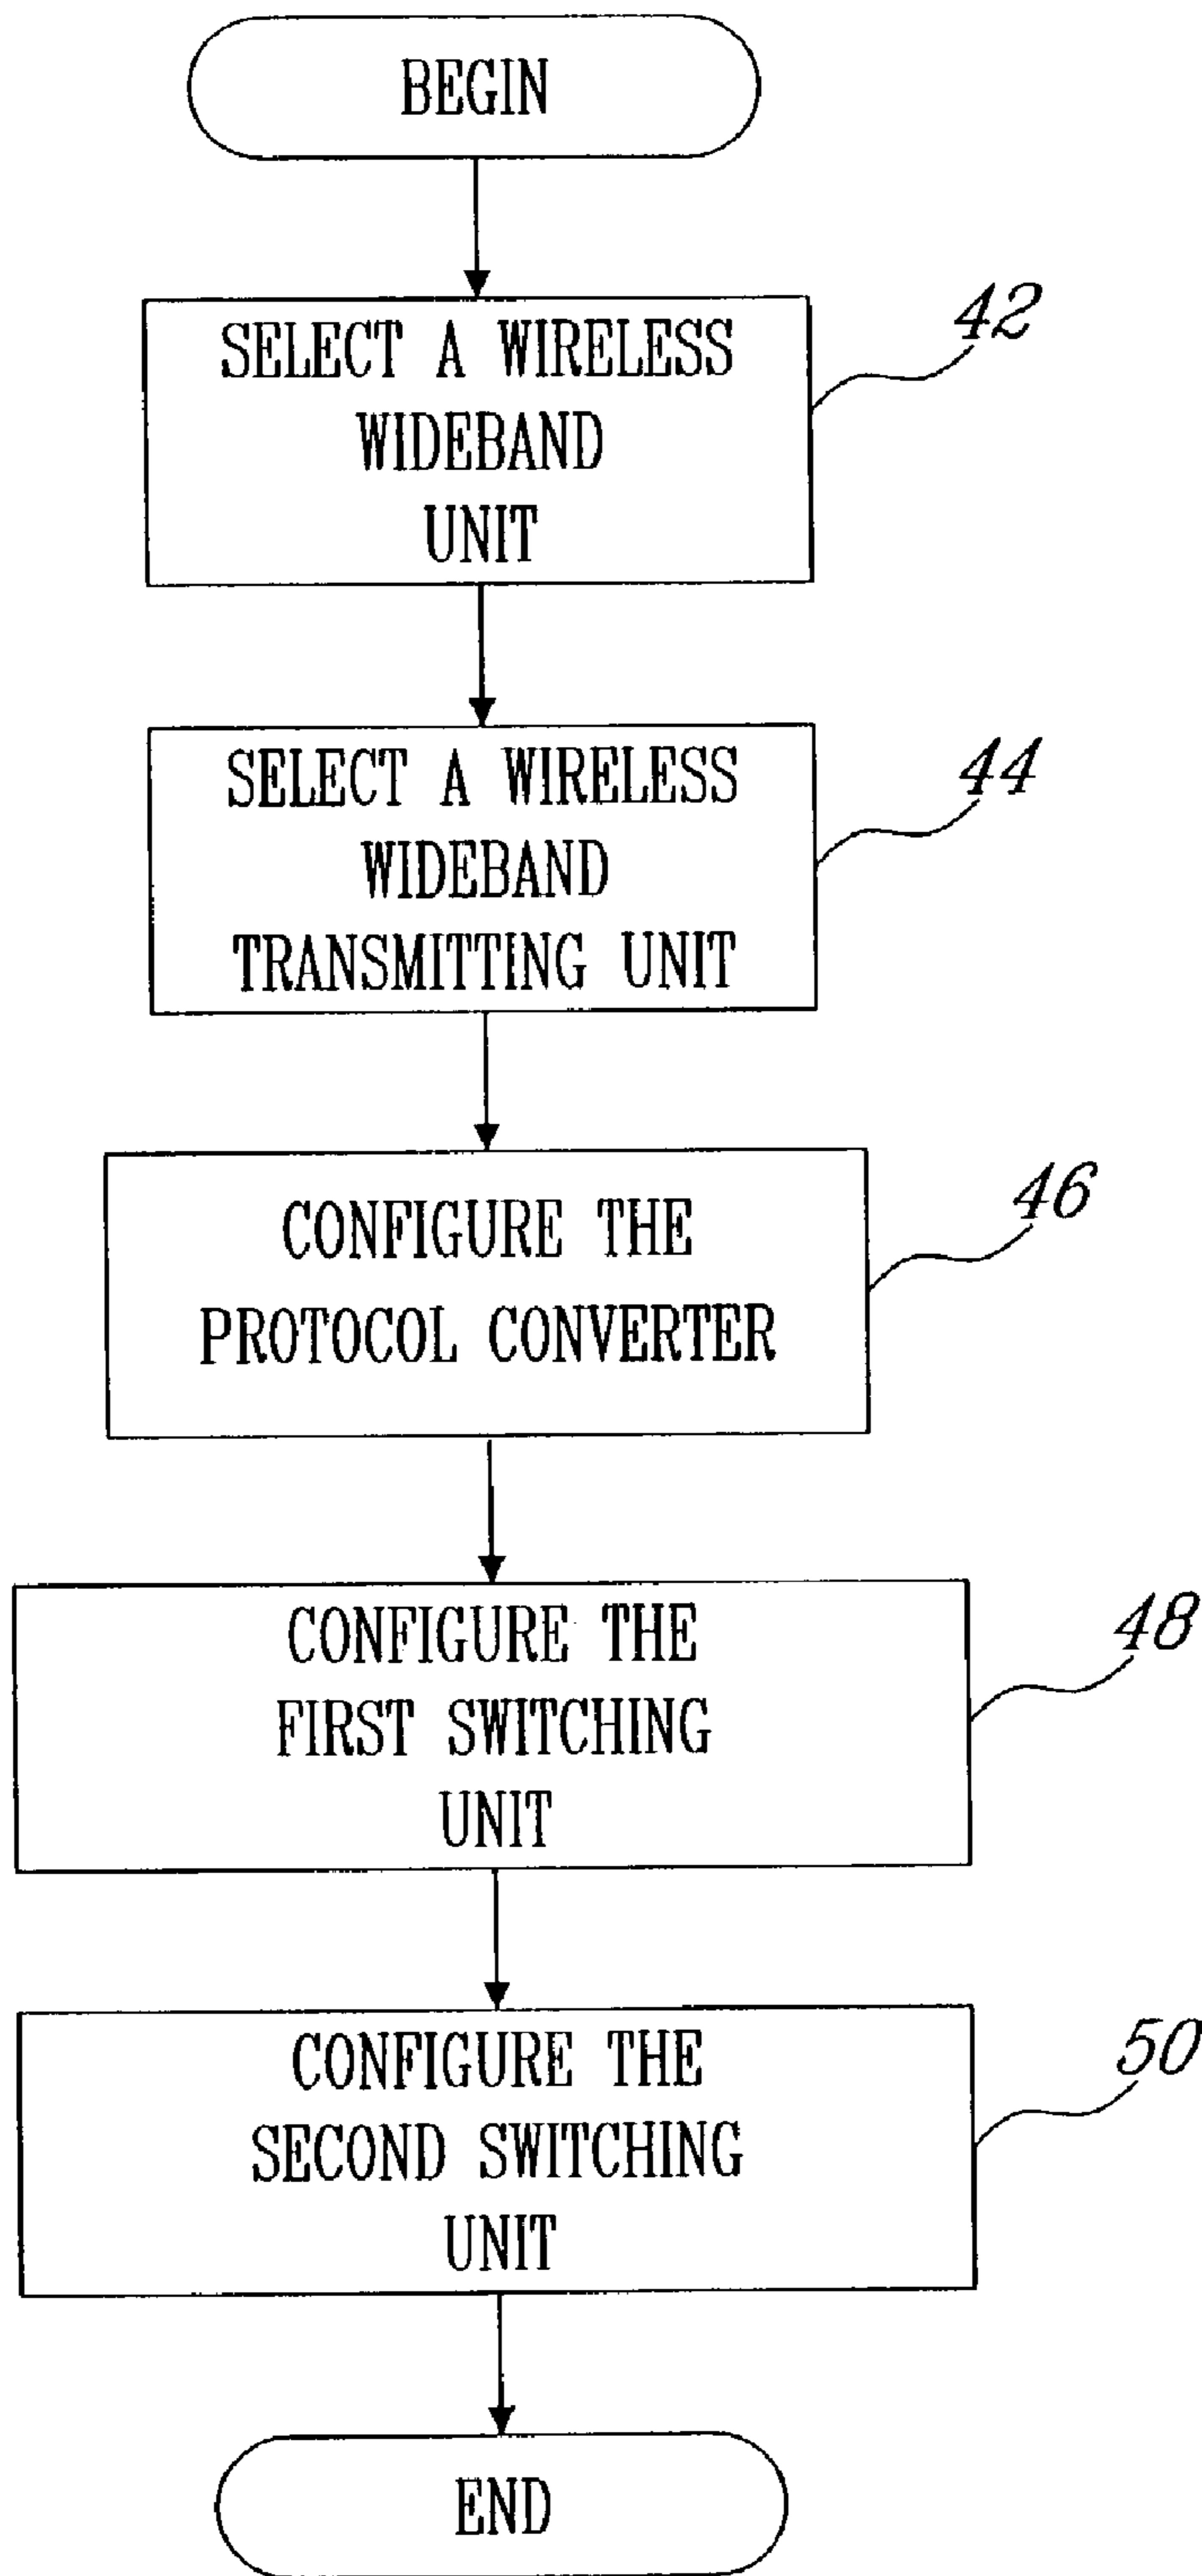 BEGIN
SELECT A WIRELESS
WIDEBAND
UNIT
42
SELECT A WIRELESS
WIDEBAND
TRANSMITTING UNIT
44
CONFIGURE THE
PROTOCOL CONVERTER
46
CONFIGURE THE
FIRST SWITCHING
UNIT
48
CONFIGURE THE
SECOND SWITCHING
UNIT
50
END